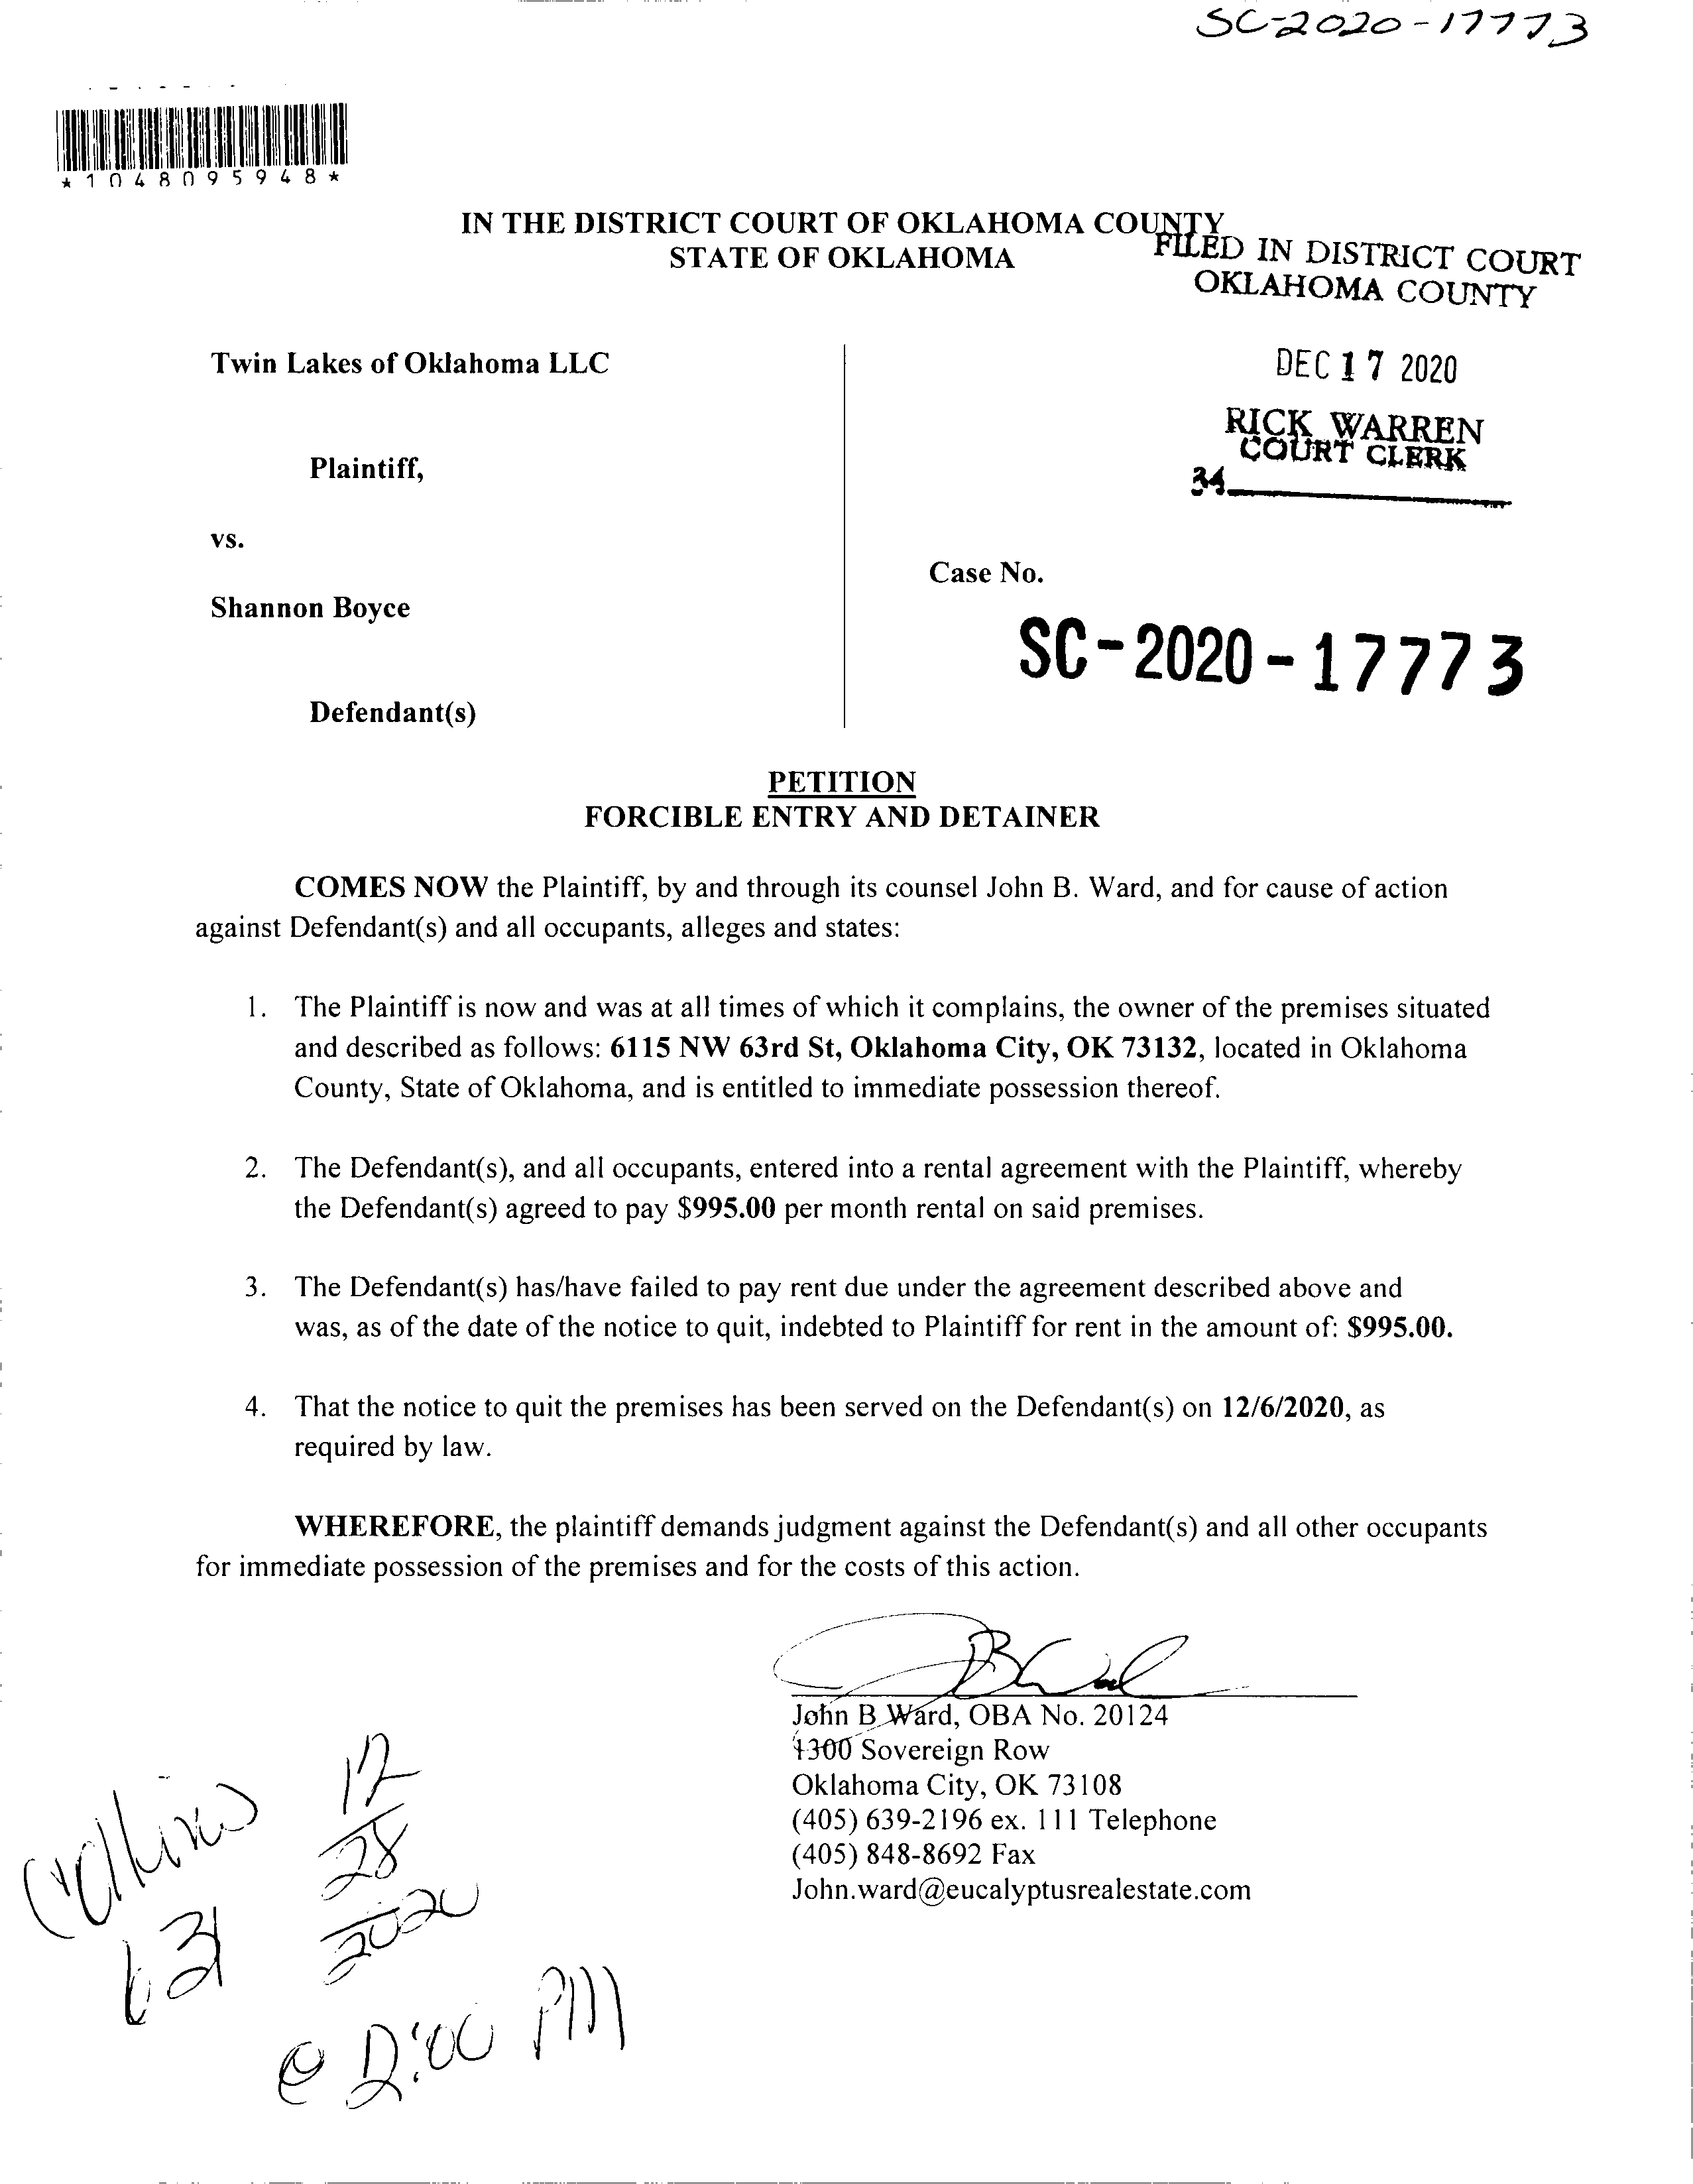 SC-2020-17773
*1048095948*
IN THE DISTRICT COURT OF OKLAHOMA COUNTY
STATE OF OKLAHOMA
FILED IN DISTRICT COURT
OKLAHOMA COUNTY
DEC 17 2020
RICK WARREN
COURT CLERK
34
Twin Lakes of Oklahoma LLC
Plaintiff,
vs.
Shannon Boyce
Defendant(s)
Case No.
SC-2020-17773
PETITION
FORCIBLE ENTRY AND DETAINER
COMES NOW the Plaintiff, by and through its counsel John B. Ward, and for cause of action
against Defendant(s) and all occupants, alleges and states:
1. The Plaintiff is now and was at all times of which it complains, the owner of the premises situated
and described as follows: 6115 NW 63rd St, Oklahoma City, OK 73132, located in Oklahoma
County, State of Oklahoma, and is entitled to immediate possession thereof.
2. The Defendant(s), and all occupants, entered into a rental agreement with the Plaintiff, whereby
the Defendant(s) agreed to pay $995.00 per month rental on said premises.
3. The Defendant(s) has/have failed to pay rent due under the agreement described above and
was, as of the date of the notice to quit, indebted to Plaintiff for rent in the amount of: $995.00.
4. That the notice to quit the premises has been served on the Defendant(s) on 12/6/2020, as
required by law.
WHEREFORE, the plaintiff demands judgment against the Defendant(s) and all other occupants
for immediate possession of the premises and for the costs of this action.
John B Ward, OBA No. 20124
1300 Sovereign Row
Oklahoma City, OK 73108
(405) 639-2196 ex. 111 Telephone
(405) 848-8692 Fax
John.ward@eucalyptusrealestate.com
12
28
2020
@ 2:00 PM